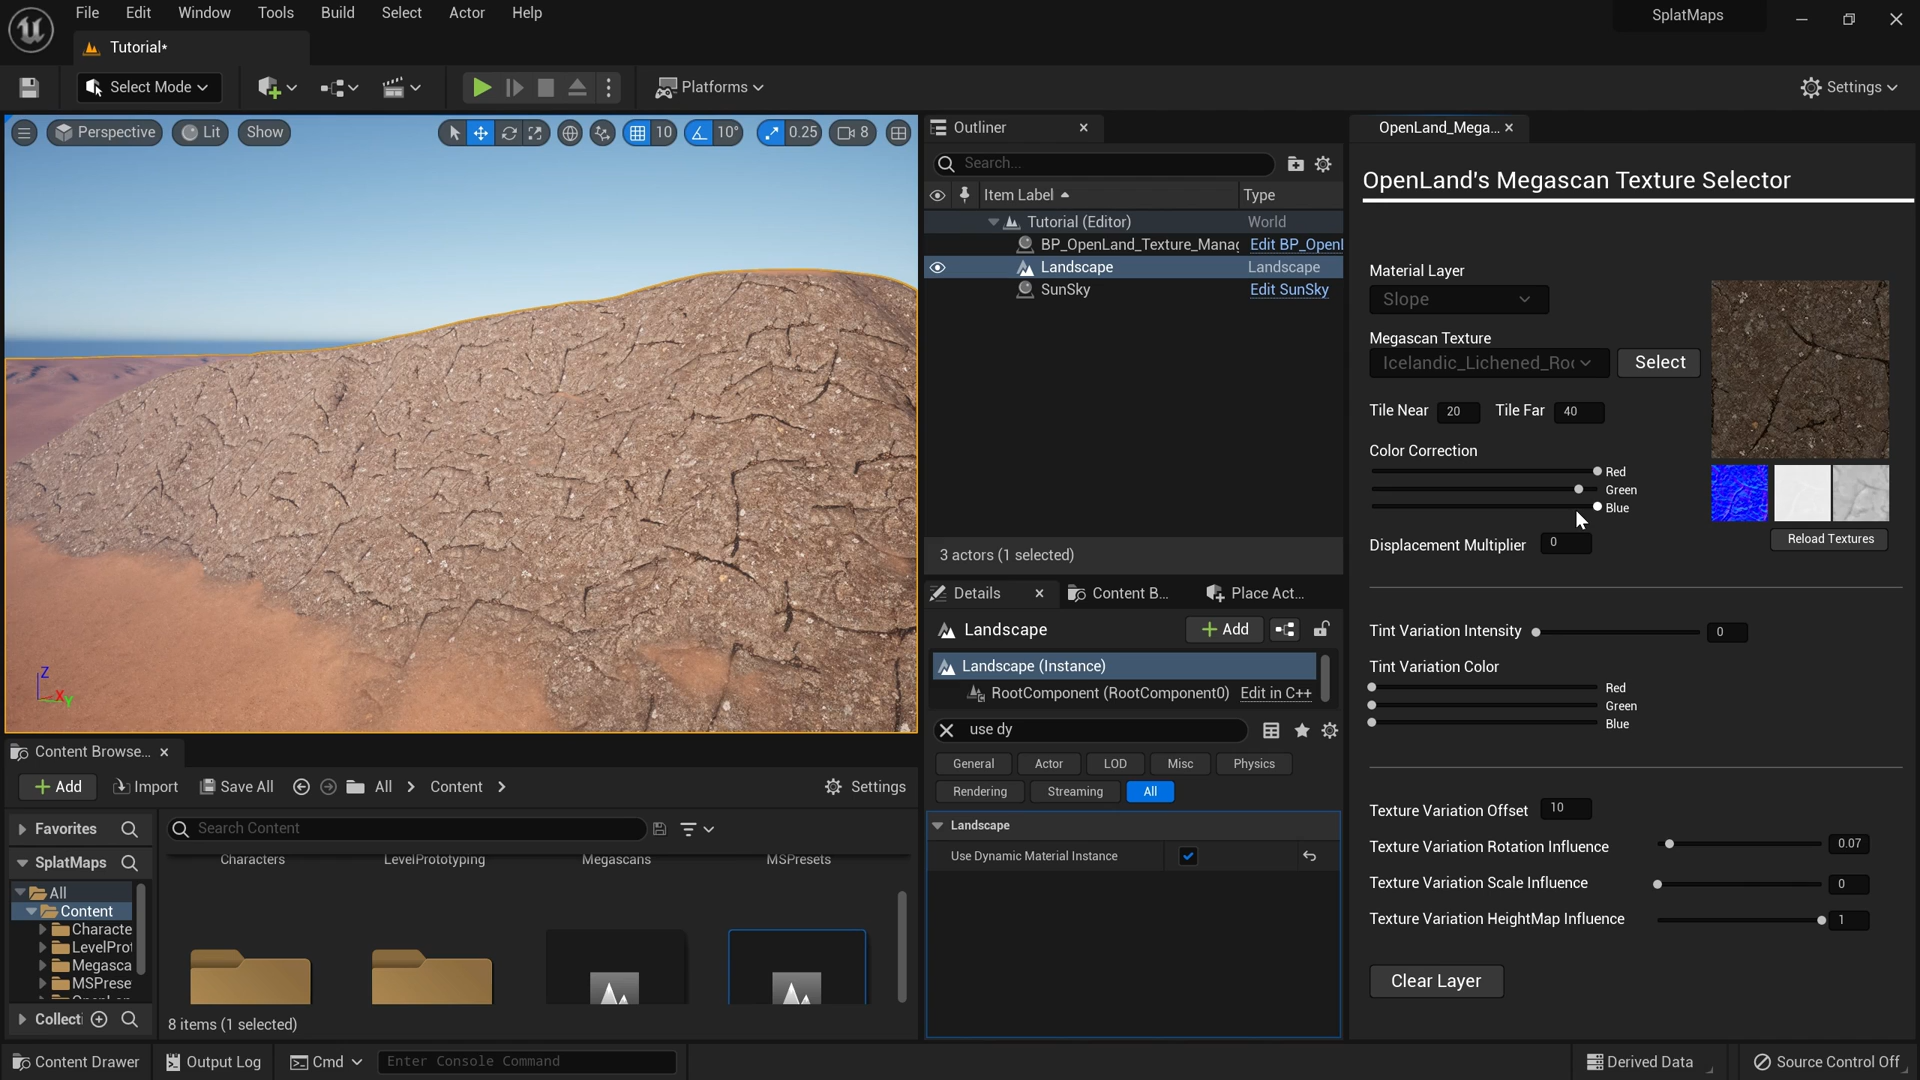 File Edit Window Tools Build Select Actor Help
SplatMaps
Tutorial*
Select Mode
Platforms
Settings
Perspective
Lit
Show
10
10°
0.25
8
Z
X
Y
Outliner
Search...
Item Label
Type
Tutorial (Editor)
World
BP_OpenLand_Texture_Manag
Edit BP_Openl
Landscape
Landscape
SunSky
Edit SunSky
3 actors (1 selected)
Details
Content B...
Place Act...
Landscape
Add
Landscape (Instance)
RootComponent (RootComponent0)
Edit in C++
use dy
General
Actor
LOD
Misc
Physics
Rendering
Streaming
All
Landscape
Use Dynamic Material Instance
OpenLand_Mega...
OpenLand's Megascan Texture Selector
Material Layer
Slope
Megascan Texture
Icelandic_Lichened_Roc
Select
Tile Near
20
Tile Far
40
Color Correction
Red
Green
Blue
Displacement Multiplier
0
Reload Textures
Tint Variation Intensity
0
Tint Variation Color
Red
Green
Blue
Texture Variation Offset
10
Texture Variation Rotation Influence
0.07
Texture Variation Scale Influence
0
Texture Variation HeightMap Influence
1
Clear Layer
Content Browse...
Add
Import
Save All
All
Content
Settings
Favorites
Search Content
SplatMaps
All
Content
Characte
LevelProt
Megasca
MSPrese
Collecti
Characters
LevelPrototyping
Megascans
MSPresets
8 items (1 selected)
Content Drawer
Output Log
Cmd
Enter Console Command
Derived Data
Source Control Off